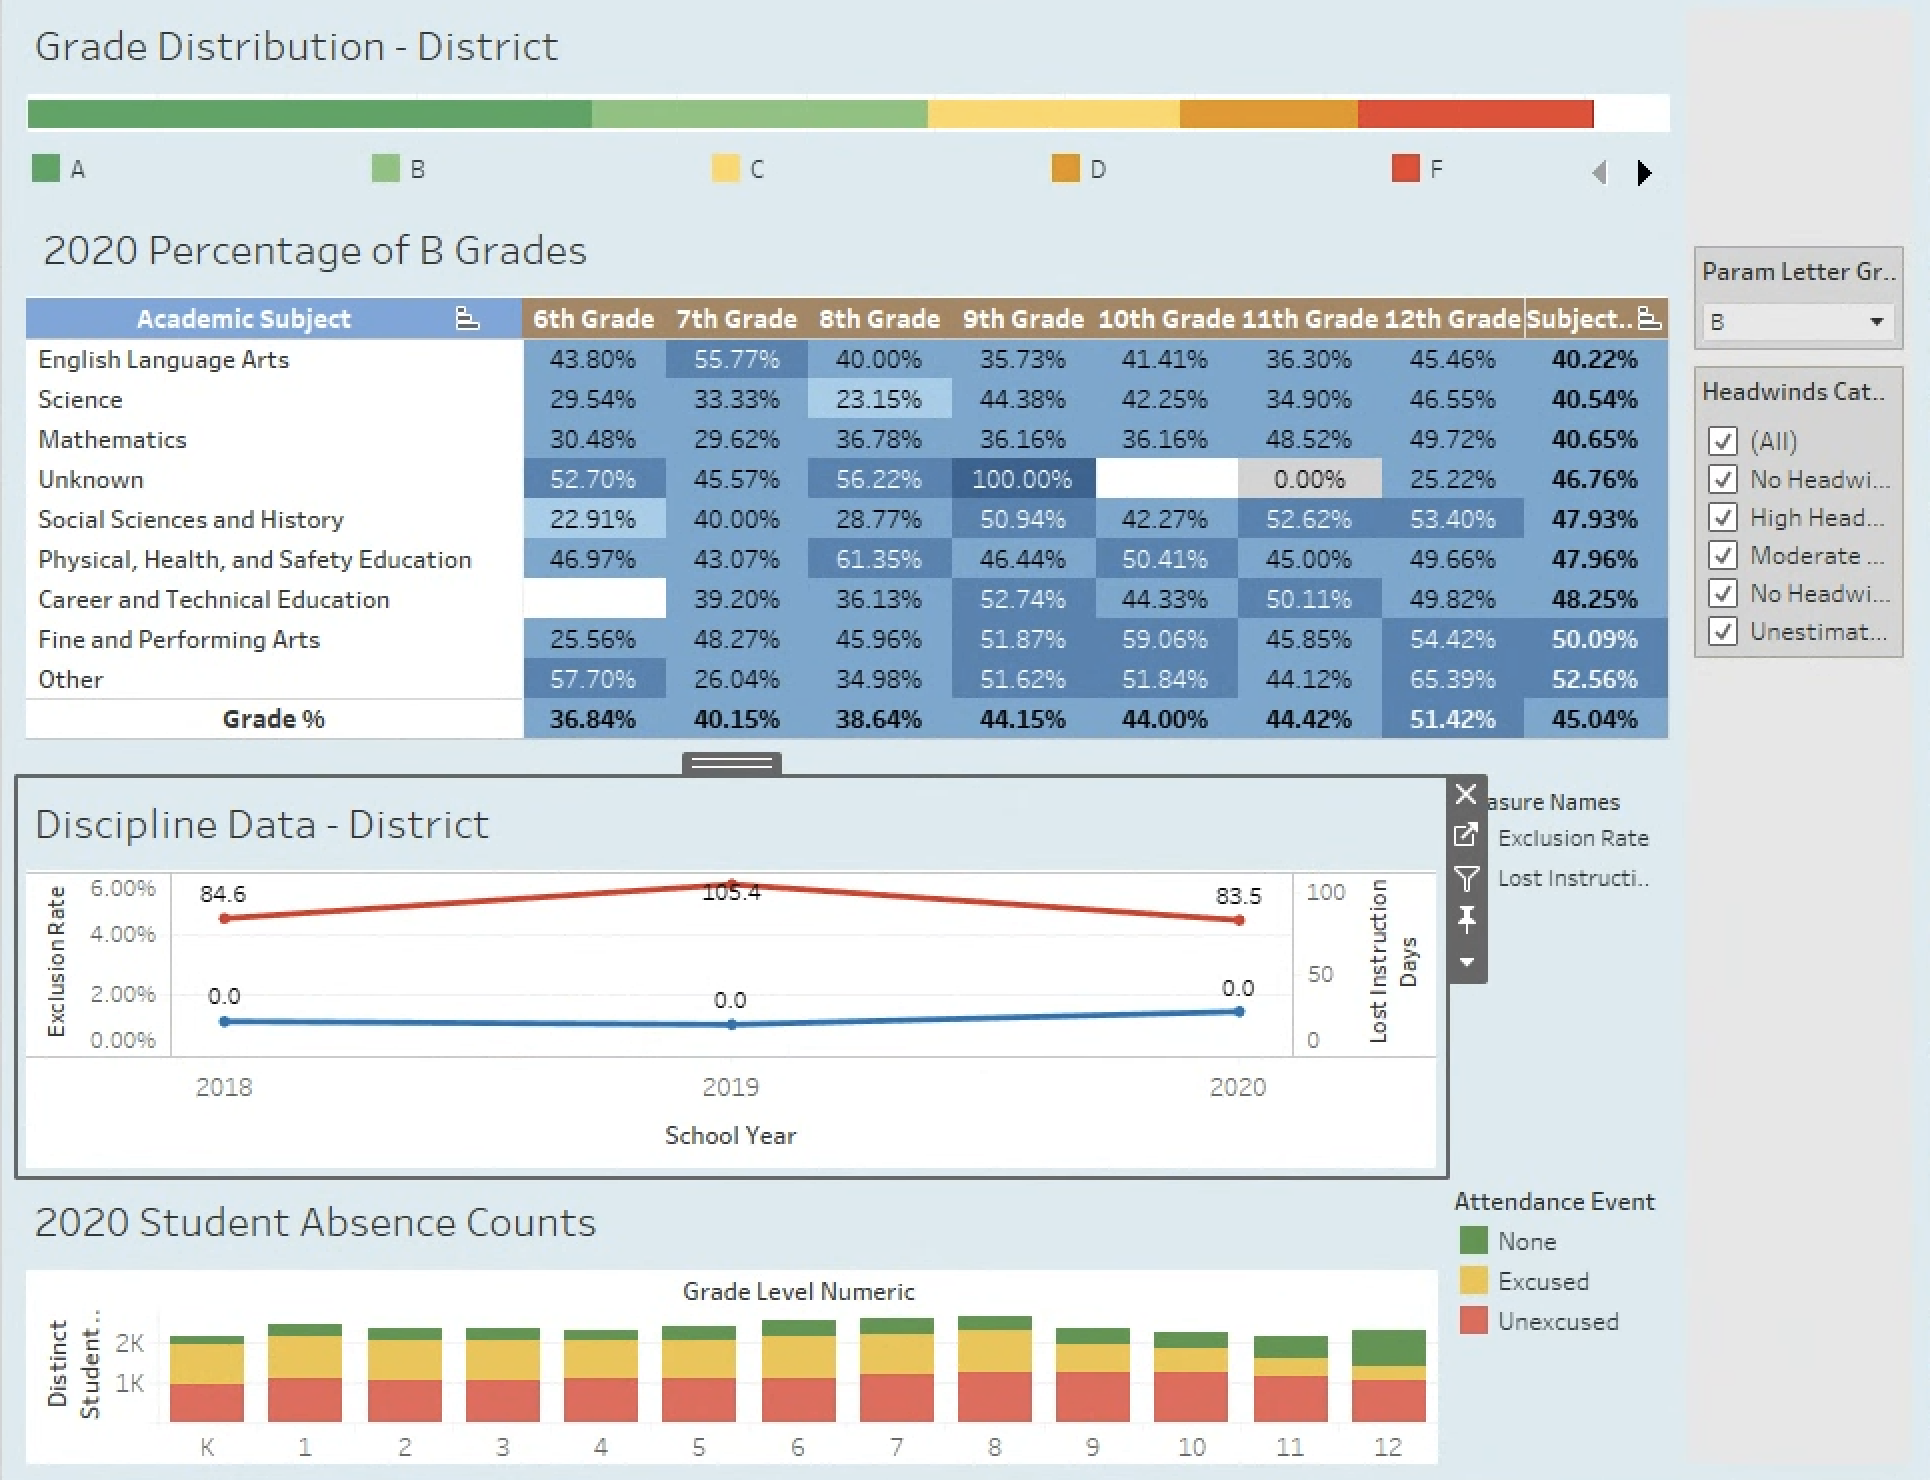 Grade Distribution - District
A B C D F
2020 Percentage of B Grades
Academic Subject 6th Grade 7th Grade 8th Grade 9th Grade 10th Grade 11th Grade 12th Grade Subject..
English Language Arts 43.80% 55.77% 40.00% 35.73% 41.41% 36.30% 45.46% 40.22%
Science 29.54% 33.33% 23.15% 44.38% 42.25% 34.90% 46.55% 40.54%
Mathematics 30.48% 29.62% 36.78% 36.16% 36.16% 48.52% 49.72% 40.65%
Unknown 52.70% 45.57% 56.22% 100.00% 0.00% 25.22% 46.76%
Social Sciences and History 22.91% 40.00% 28.77% 50.94% 42.27% 52.62% 53.40% 47.93%
Physical, Health, and Safety Education 46.97% 43.07% 61.35% 46.44% 50.41% 45.00% 49.66% 47.96%
Career and Technical Education 39.20% 36.13% 52.74% 44.33% 50.11% 49.82% 48.25%
Fine and Performing Arts 25.56% 48.27% 45.96% 51.87% 59.06% 45.85% 54.42% 50.09%
Other 57.70% 26.04% 34.98% 51.62% 51.84% 44.12% 65.39% 52.56%
Grade % 36.84% 40.15% 38.64% 44.15% 44.00% 44.42% 51.42% 45.04%
Param Letter Gr..
B
Headwinds Cat..
(All)
No Headwi...
High Head...
Moderate ...
No Headwi...
Unestimat...
Discipline Data - District
Exclusion Rate
6.00%
4.00%
2.00%
0.00%
84.6 105.4 83.5
0.0 0.0 0.0
100
50
0
Lost Instruction
Days
2018 2019 2020
School Year
asure Names
Exclusion Rate
Lost Instructi..
2020 Student Absence Counts
Grade Level Numeric
Distinct
Student..
2K
1K
K 1 2 3 4 5 6 7 8 9 10 11 12
Attendance Event
None
Excused
Unexcused